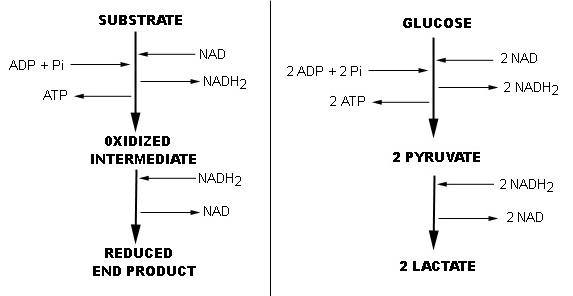 SUBSTRATE
NAD
ADP + Pi
NADH2
ATP
0XIDIZED
INTERMEDIATE
NADH2
NAD
REDUCED
END PRODUCT
GLUCOSE
2 NAD
2 ADP + 2 Pi
2 NADH2
2 ATP
2 PYRUVATE
2 NADH2
2 NAD
2 LACTATE